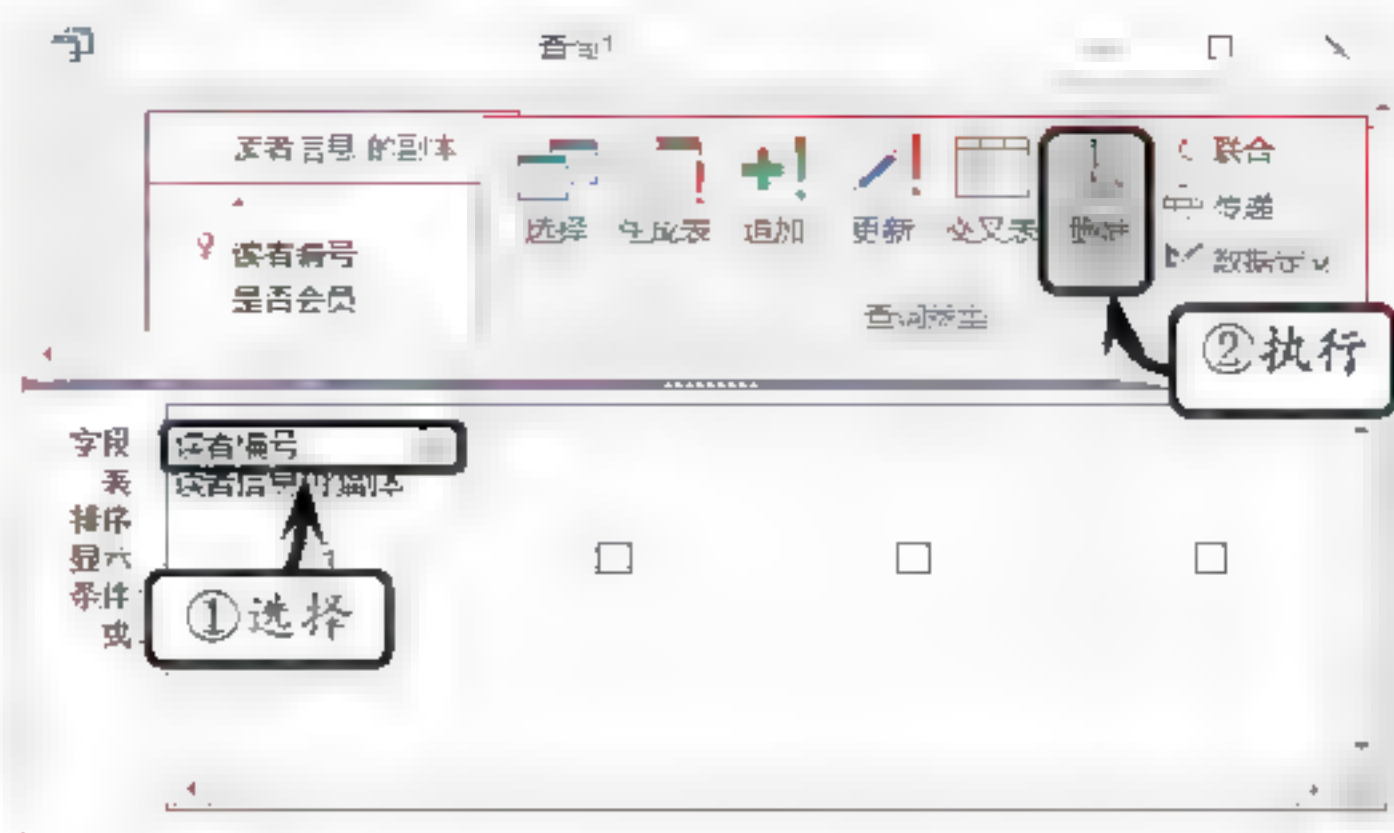 查询1
读者信息 的副本
读者编号
是否会员
选择 生成表 追加 更新 交叉表 删除
联合
传递
数据定义
查询类型
②执行
字段 读者编号
表 读者信息 的副本
排序
显示
条件
或
①选择